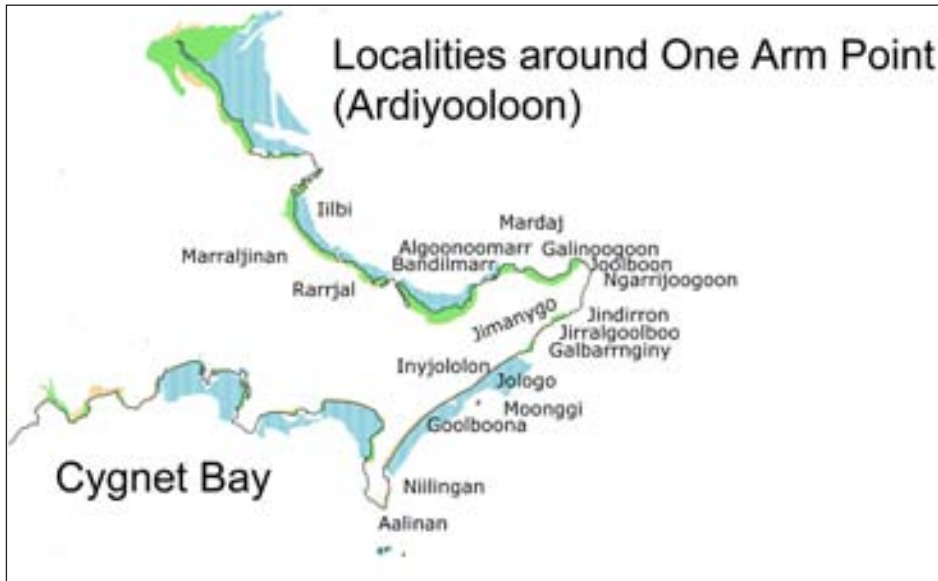 Localities around One Arm Point
(Ardiyooloon)
Iilbi
Mardaj
Marraljinan
Algoonoomarr
Galinoogoon
Bandilmarr
Joolboon
Rarrjal
Ngarrijoogoon
Jimanygo
Jindirron
Jirralgoolboo
Galbarrnginy
Inyjololon
Jologo
Moonggi
Goolboona
Cygnet Bay
Niilingan
Aalinan